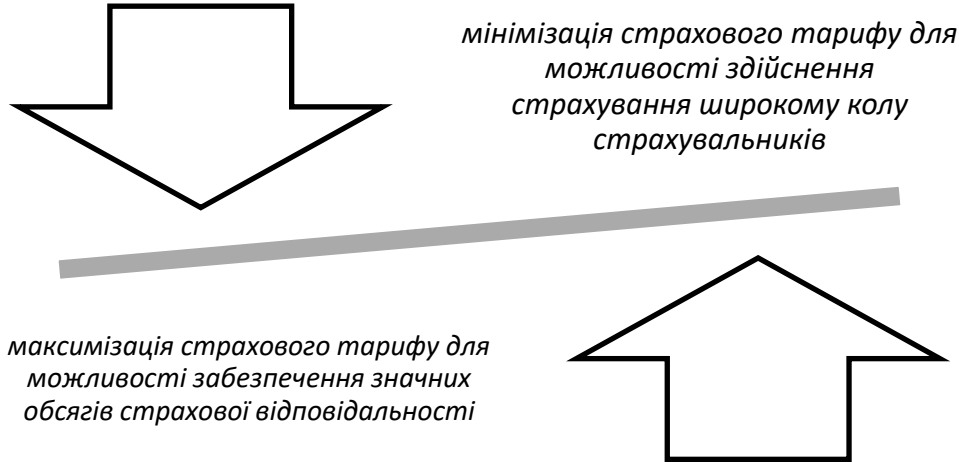 мінімізація страхового тарифу для
можливості здійснення
страхування широкому колу
страхувальників
максимізація страхового тарифу для
можливості забезпечення значних
обсягів страхової відповідальності